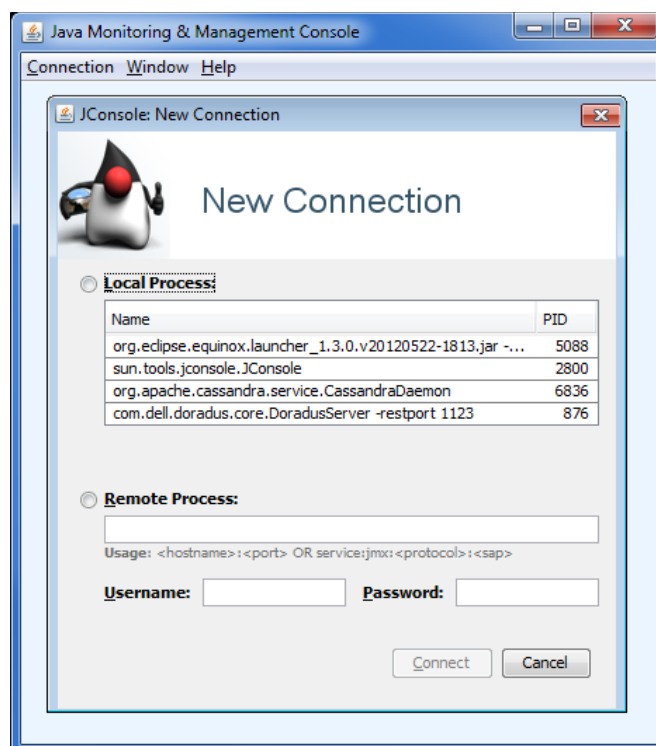 Java Monitoring & Management Console
Connection Window Help
JConsole: New Connection
New Connection
Local Process:
Name PID
org.eclipse.equinox.launcher_1.3.0.v20120522-1813.jar -... 5088
sun.tools.jconsole.JConsole 2800
org.apache.cassandra.service.CassandraDaemon 6836
com.dell.doradus.core.DoradusServer -restport 1123 876
Remote Process:
Usage: <hostname>:<port> OR service:jmx:<protocol>:<sap>
Username: Password:
Connect Cancel